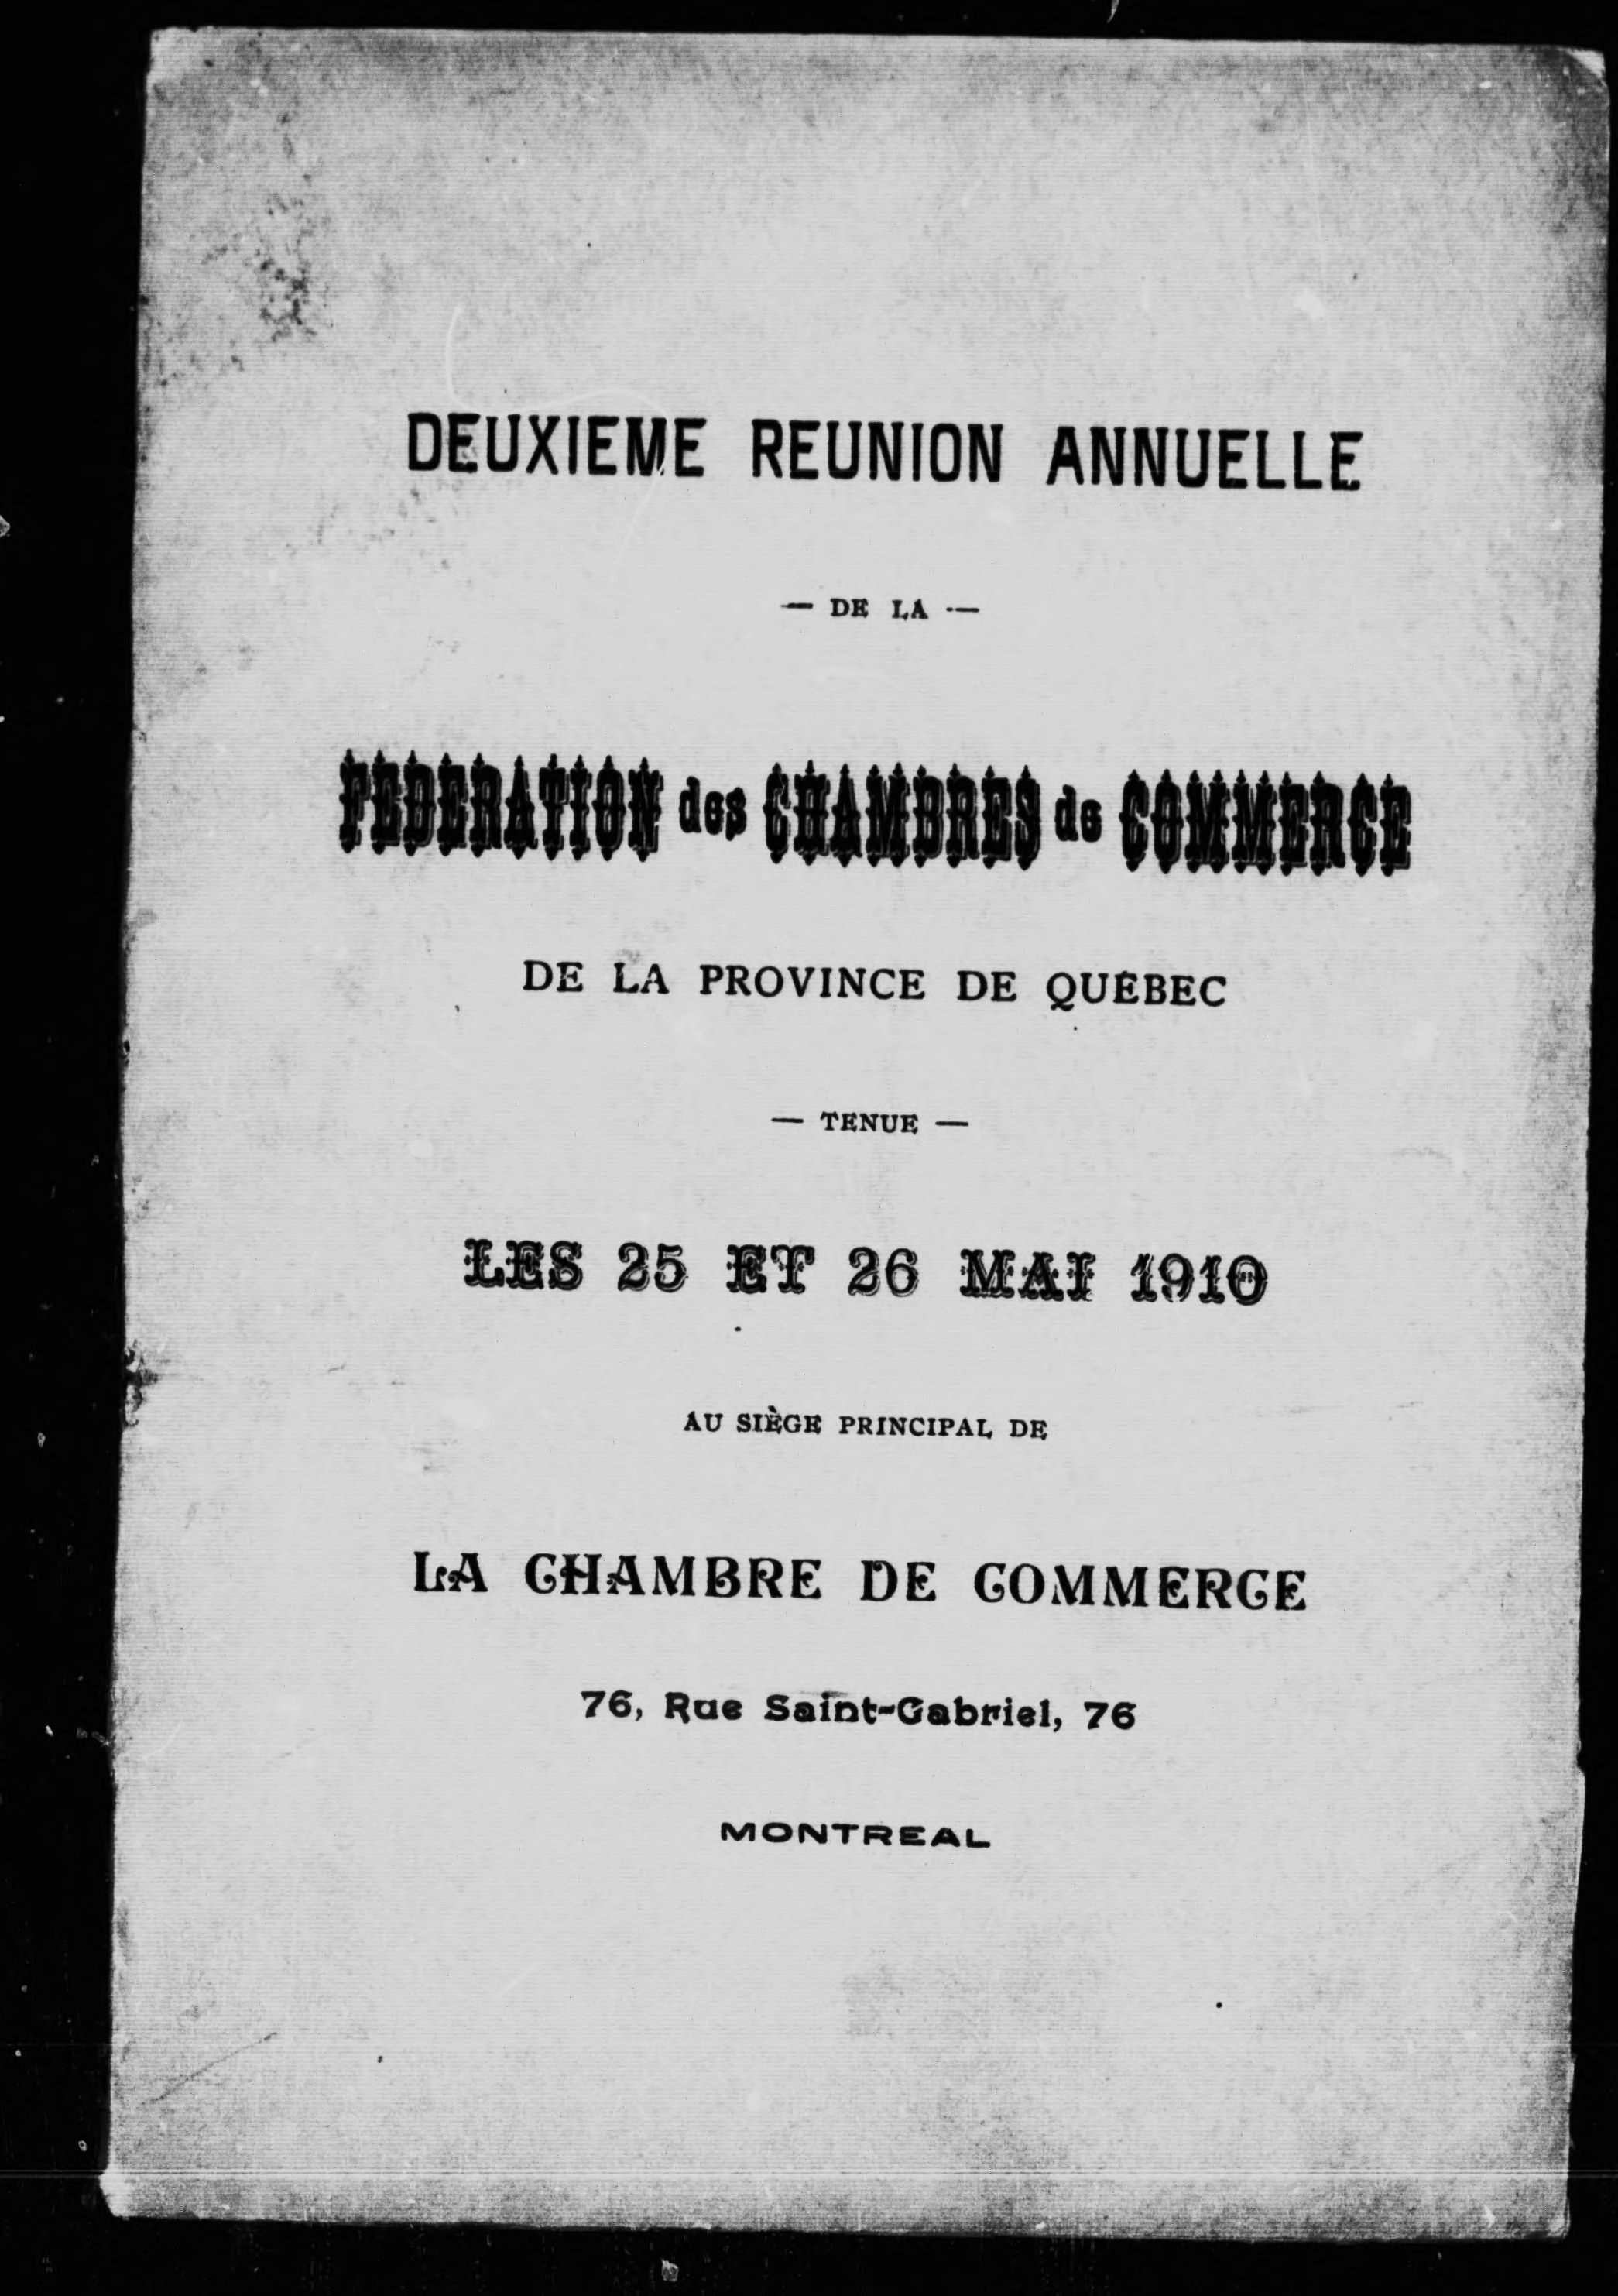 DEUXIEME REUNION ANNUELLE
— DE LA —
FEDERATION des CHAMBRES de COMMERCE
DE LA PROVINCE DE QUÉBEC
— TENUE —
LES 25 ET 26 MAI 1910
AU SIÈGE PRINCIPAL DE
LA CHAMBRE DE COMMERCE
76, Rue Saint-Gabriel, 76
MONTREAL